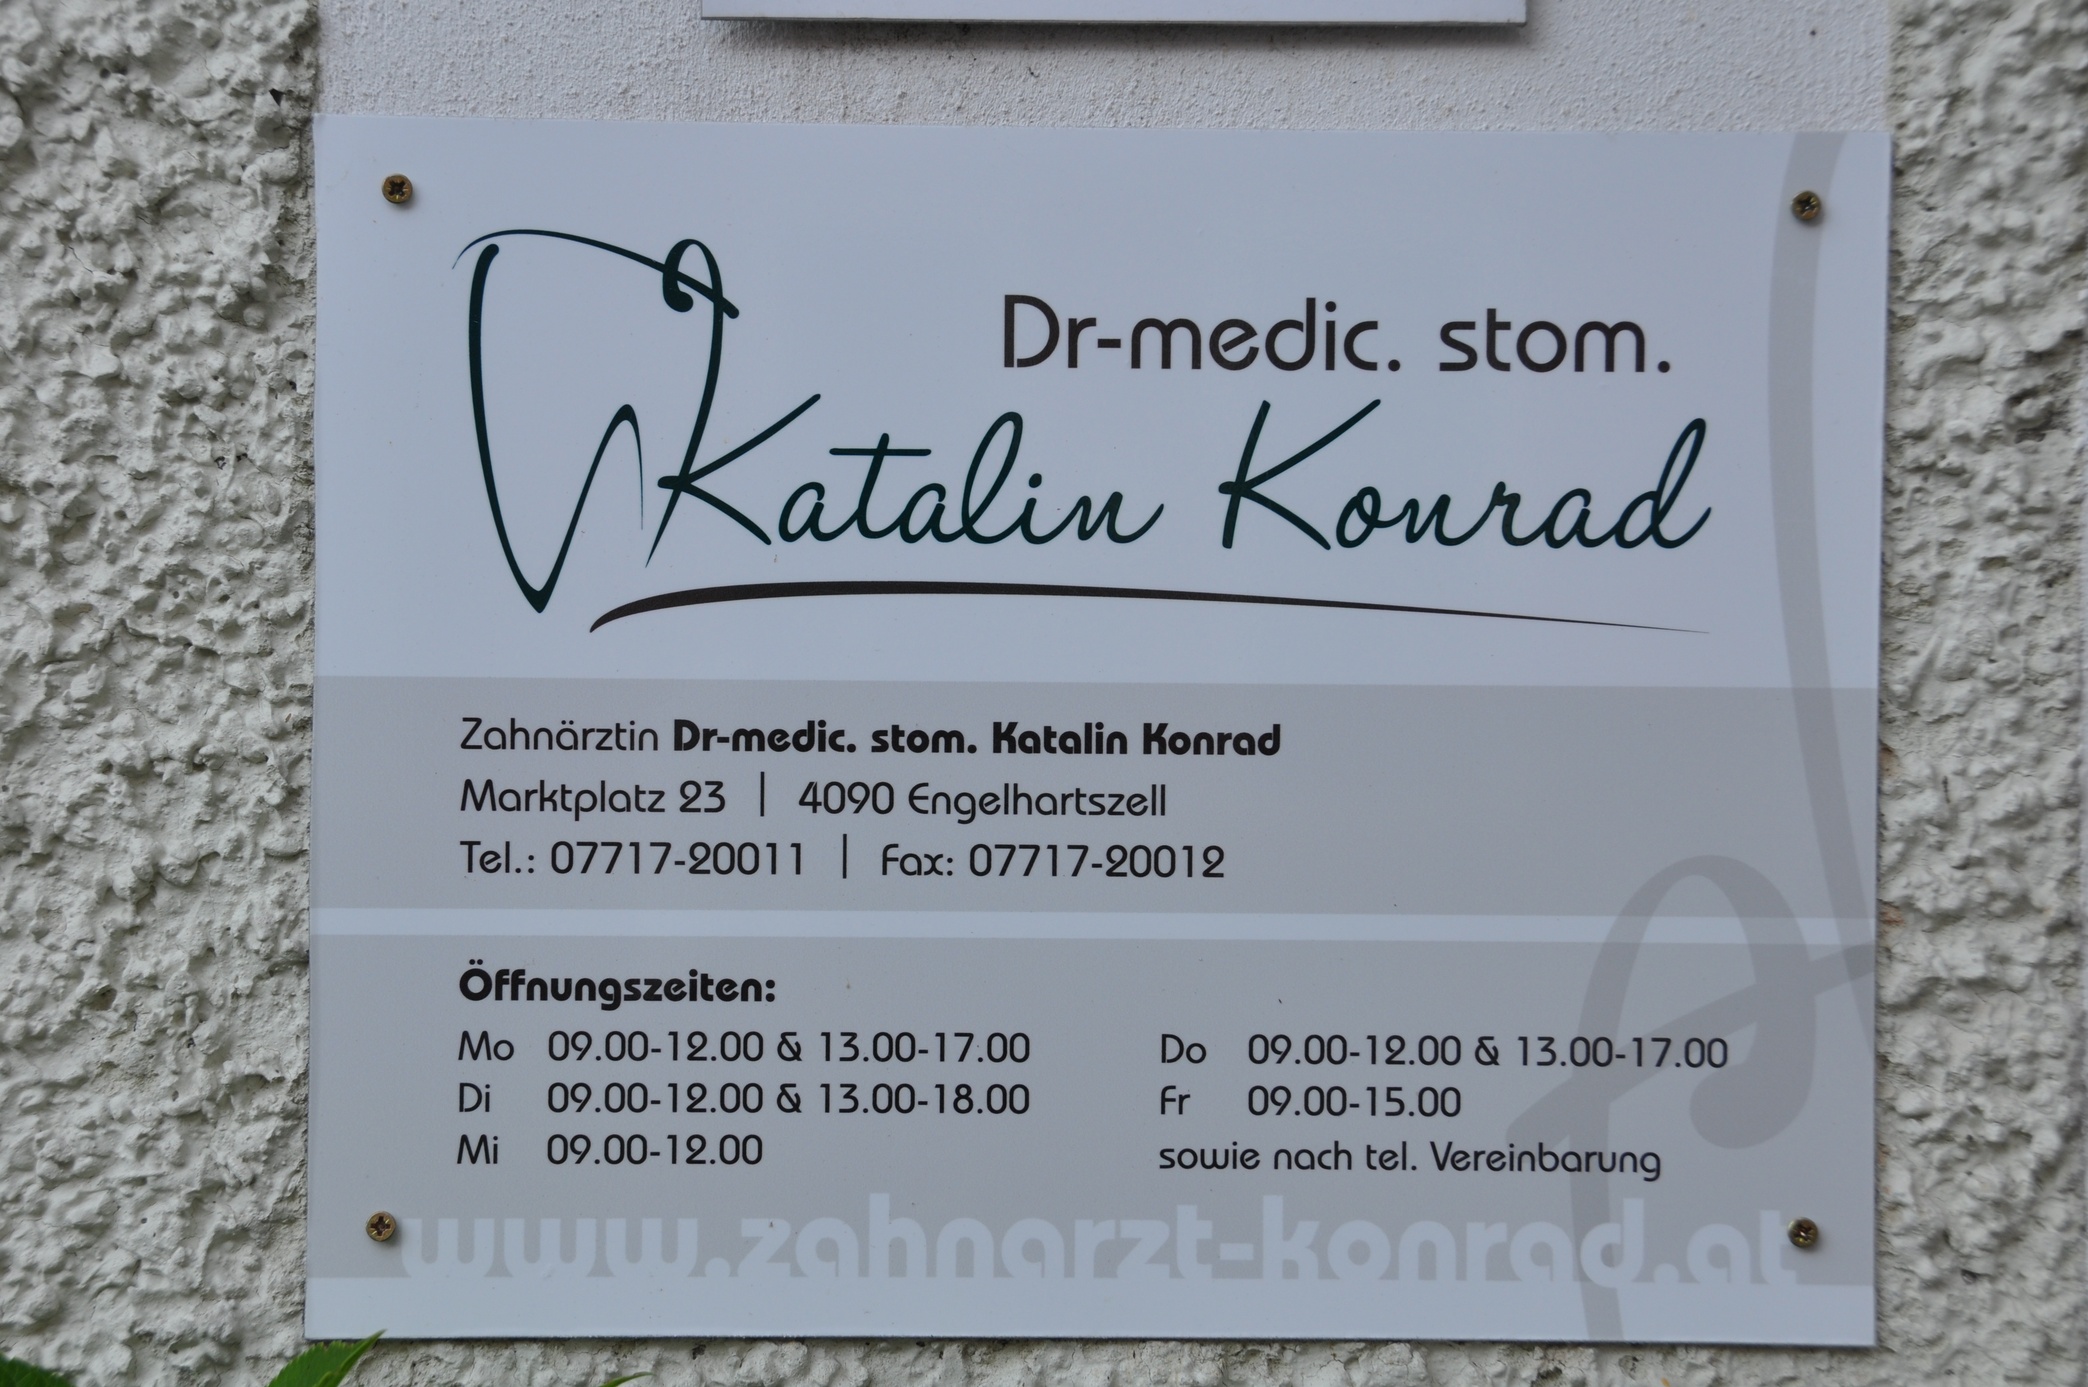 Dr-medic. stom.
Katalin Konrad
Zahnärztin Dr-medic. stom. Katalin Konrad
Marktplatz 23 | 4090 Engelhartszell
Tel.: 07717-20011 | Fax: 07717-20012
Öffnungszeiten:
Mo 09.00-12.00 & 13.00-17.00
Di 09.00-12.00 & 13.00-18.00
Mi 09.00-12.00
Do 09.00-12.00 & 13.00-17.00
Fr 09.00-15.00
sowie nach tel. Vereinbarung
www.zahnarzt-konrad.at